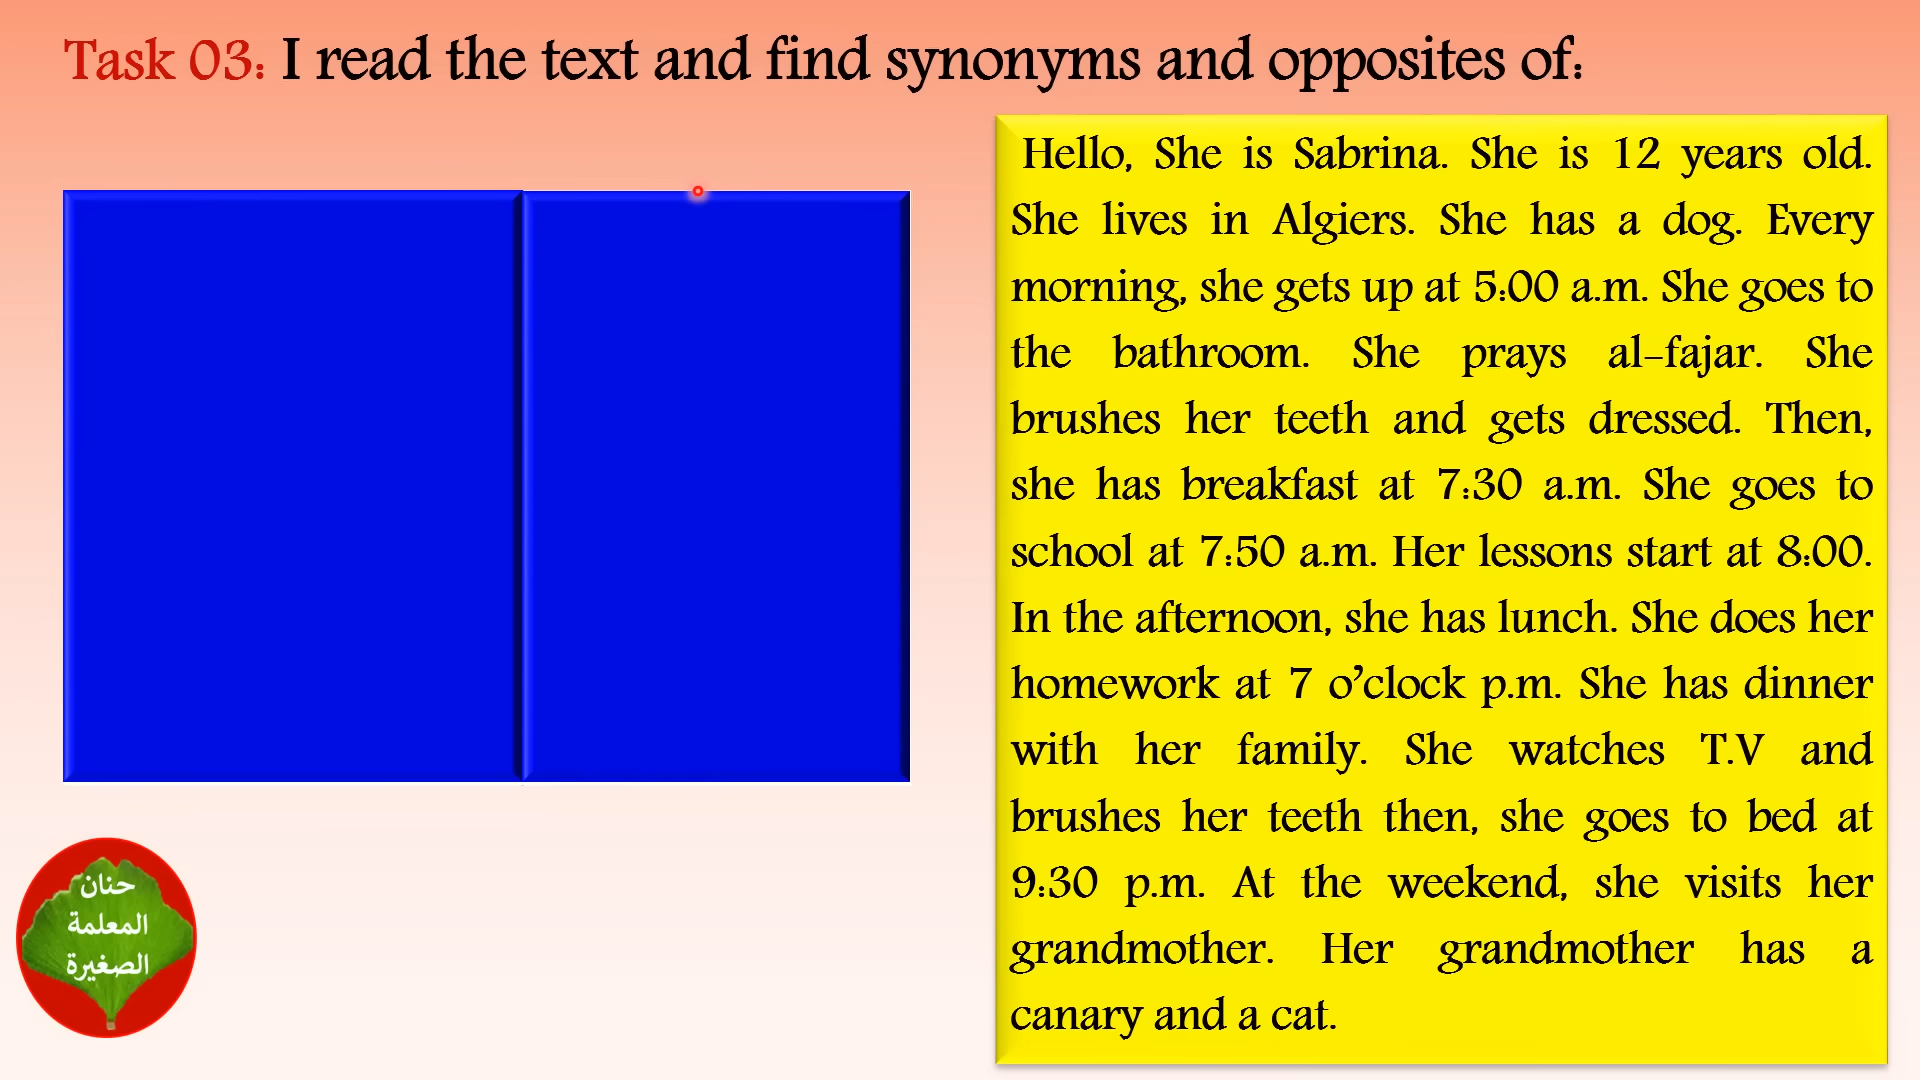 Task 03: I read the text and find synonyms and opposites of:
Hello, She is Sabrina. She is 12 years old.
She lives in Algiers. She has a dog. Every
morning, she gets up at 5:00 a.m. She goes to
the bathroom. She prays al-fajar. She
brushes her teeth and gets dressed. Then,
she has breakfast at 7:30 a.m. She goes to
school at 7:50 a.m. Her lessons start at 8:00.
In the afternoon, she has lunch. She does her
homework at 7 o’clock p.m. She has dinner
with her family. She watches T.V and
brushes her teeth then, she goes to bed at
9:30 p.m. At the weekend, she visits her
grandmother. Her grandmother has a
canary and a cat.
حنان
المعلمة
الصغيرة